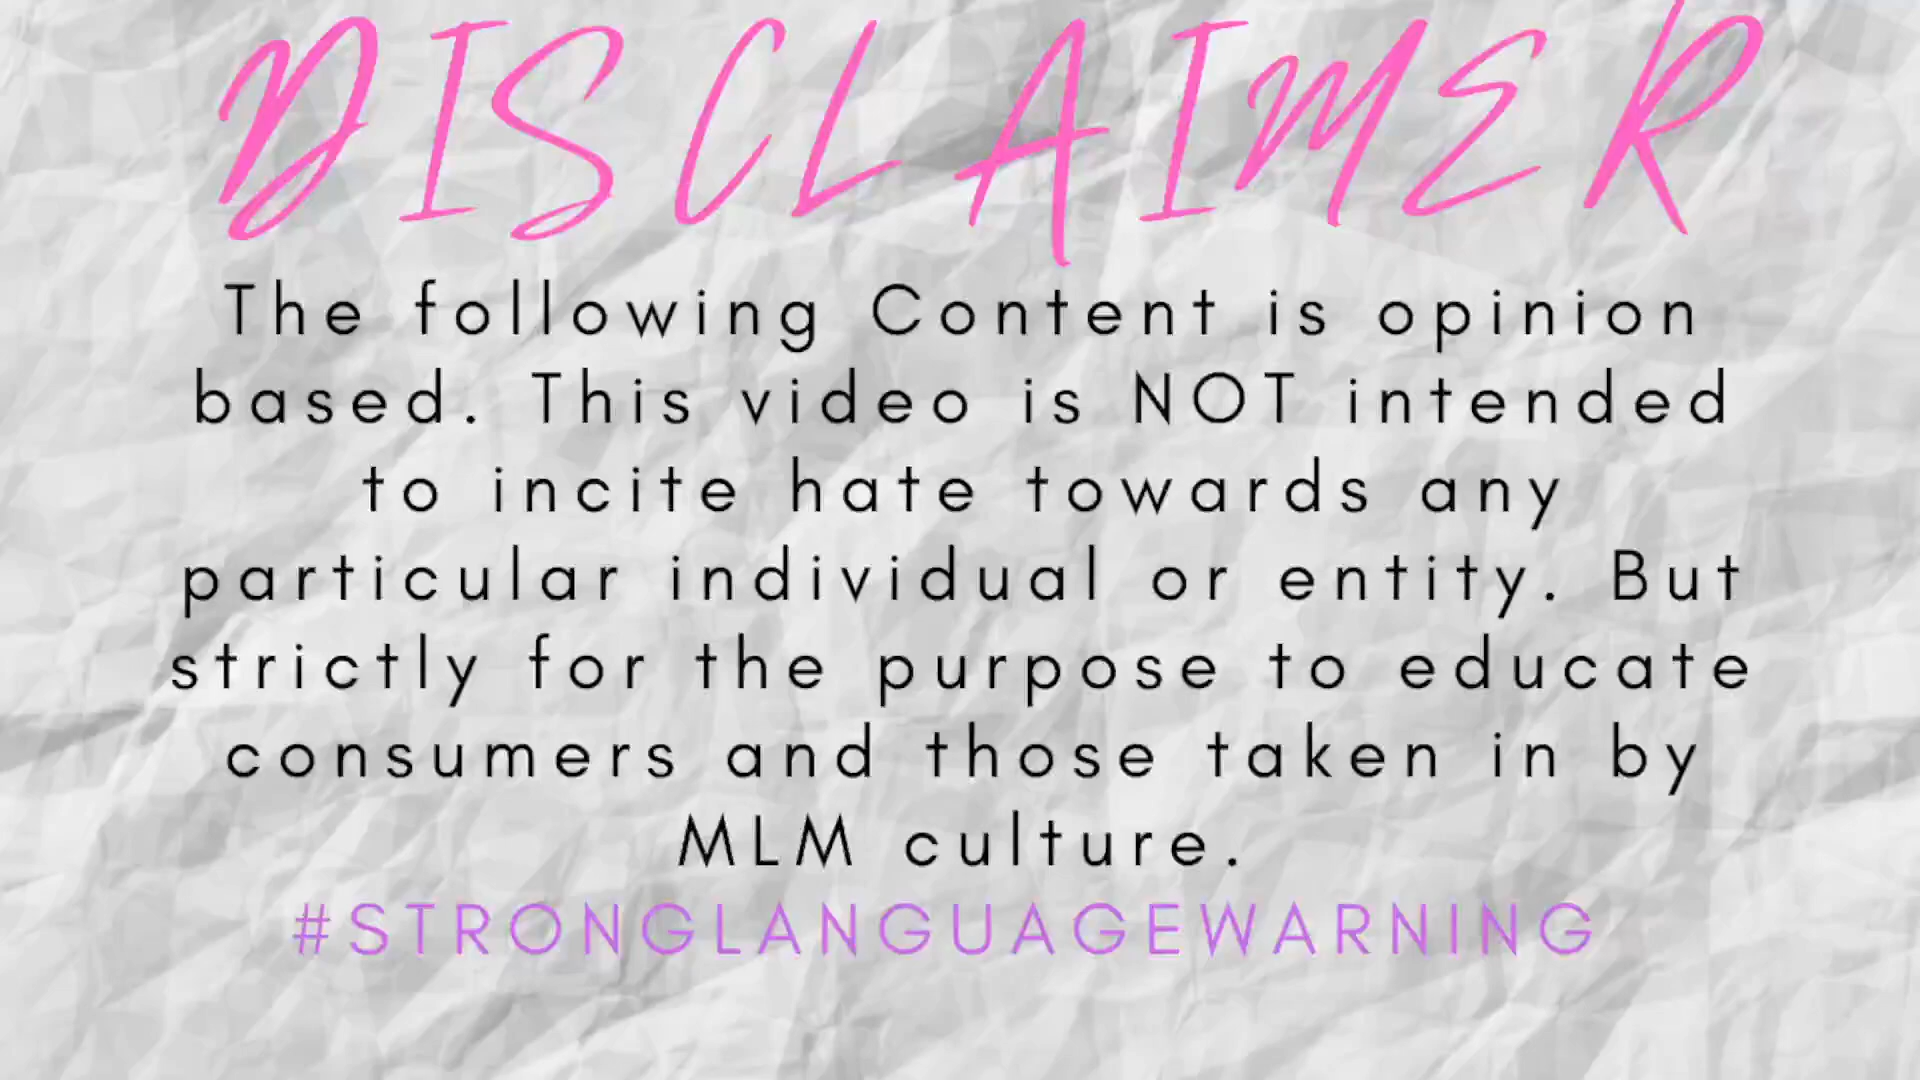 DISCLAIMER
The following Content is opinion
based. This video is NOT intended
to incite hate towards any
particular individual or entity. But
strictly for the purpose to educate
consumers and those taken in by
MLM culture.
#STRONGLANGUAGEWARNING